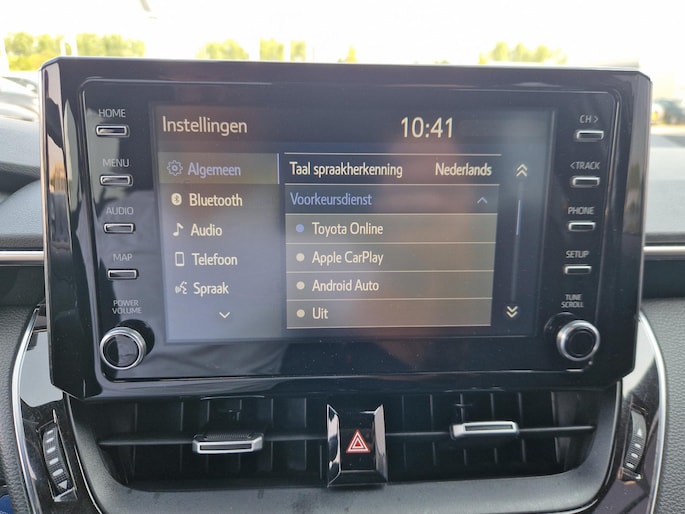 HOME
MENU
AUDIO
MAP
POWER
VOLUME
Instellingen
10:41
Algemeen
Bluetooth
Audio
Telefoon
Spraak
Taal spraakherkenning Nederlands
Voorkeursdienst
Toyota Online
Apple CarPlay
Android Auto
Uit
CH >
< TRACK
PHONE
SETUP
TUNE
SCROLL